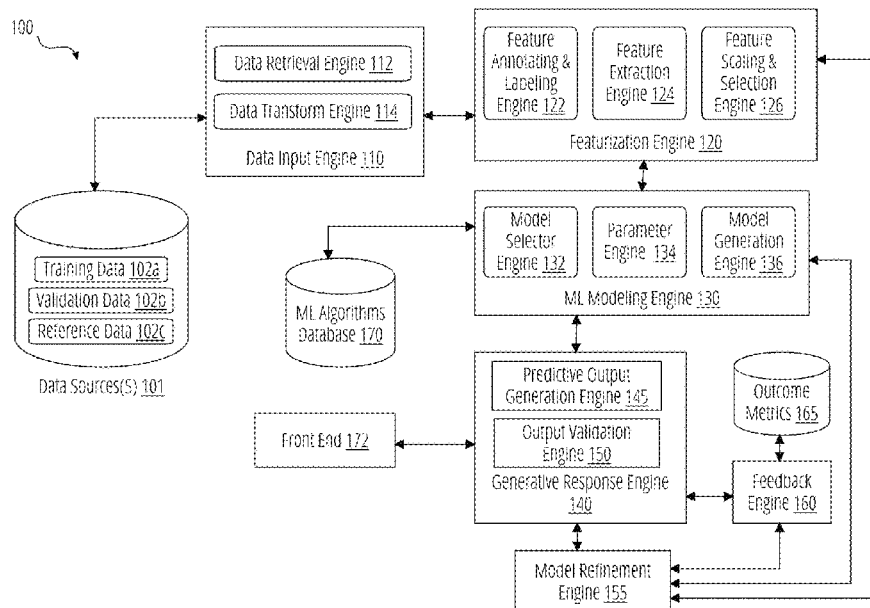 100
Data Retrieval Engine 112
Data Transform Engine 114
Data Input Engine 110
Feature
Annotating &
Labeling
Engine 122
Feature
Extraction
Engine 124
Feature
Scaling &
Selection
Engine 126
Featurization Engine 120
Training Data 102a
Validation Data 102b
Reference Data 102c
Data Sources(S) 101
Model
Selector
Engine 132
Parameter
Engine 134
Model
Generation
Engine 136
ML Modeling Engine 130
ML Algorithms
Database 170
Predictive Output
Generation Engine 145
Output Validation
Engine 150
Generative Response Engine
140
Front End 172
Outcome
Metrics 165
Feedback
Engine 160
Model Refinement
Engine 155